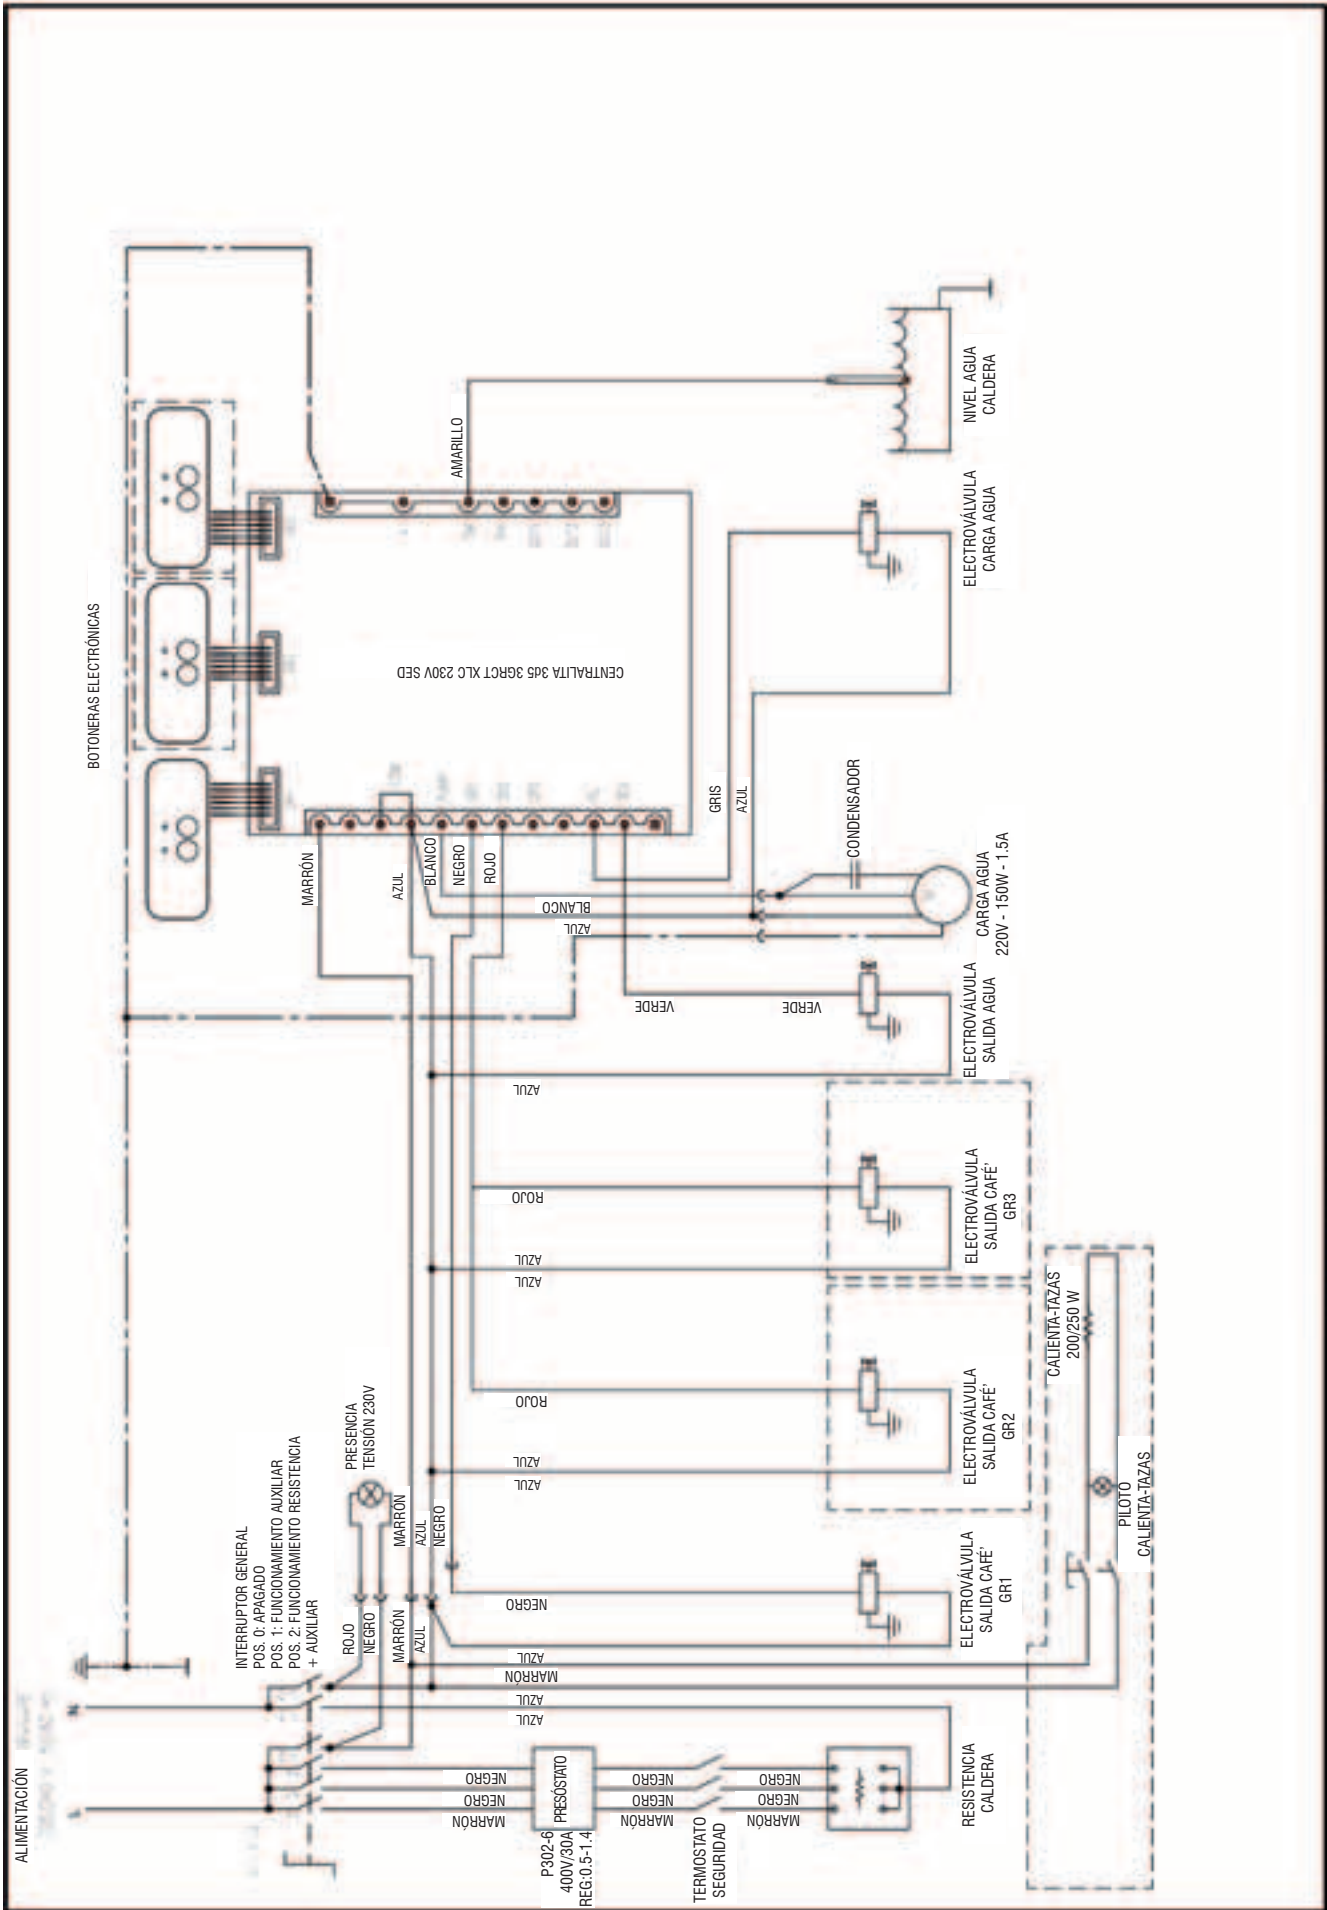 ALIMENTACIÓN
N
L
INTERRUPTOR GENERAL
POS. 0: APAGADO
POS. 1: FUNCIONAMIENTO AUXILIAR
POS. 2: FUNCIONAMIENTO RESISTENCIA
+ AUXILIAR
PRESENCIA
TENSIÓN 230V
BOTONERAS ELECTRÓNICAS
ROJO
NEGRO
MARRÓN
AZUL
MARRÓN
AZUL
NEGRO
MARRÓN
AZUL
BLANCO
NEGRO
ROJO
CENTRALITA 3d5 3GRCT XLC 230V SED
AMARILLO
P302-6
400V/30A
REG:0.5-1.4
PRESÓSTATO
MARRÓN
NEGRO
NEGRO
AZUL
AZUL
MARRÓN
AZUL
NEGRO
AZUL
AZUL
ROJO
AZUL
AZUL
ROJO
AZUL
VERDE
VERDE
AZUL
BLANCO
GRIS
AZUL
MARRÓN
NEGRO
NEGRO
TERMOSTATO
SEGURIDAD
MARRÓN
NEGRO
NEGRO
CONDENSADOR
RESISTENCIA
CALDERA
ELECTROVÁLVULA
SALIDA CAFÉ'
GR1
ELECTROVÁLVULA
SALIDA CAFÉ'
GR2
ELECTROVÁLVULA
SALIDA CAFÉ'
GR3
ELECTROVÁLVULA
SALIDA AGUA
CARGA AGUA
220V - 150W - 1.5A
ELECTROVÁLVULA
CARGA AGUA
NIVEL AGUA
CALDERA
CALIENTA-TAZAS
200/250 W
PILOTO
CALIENTA-TAZAS